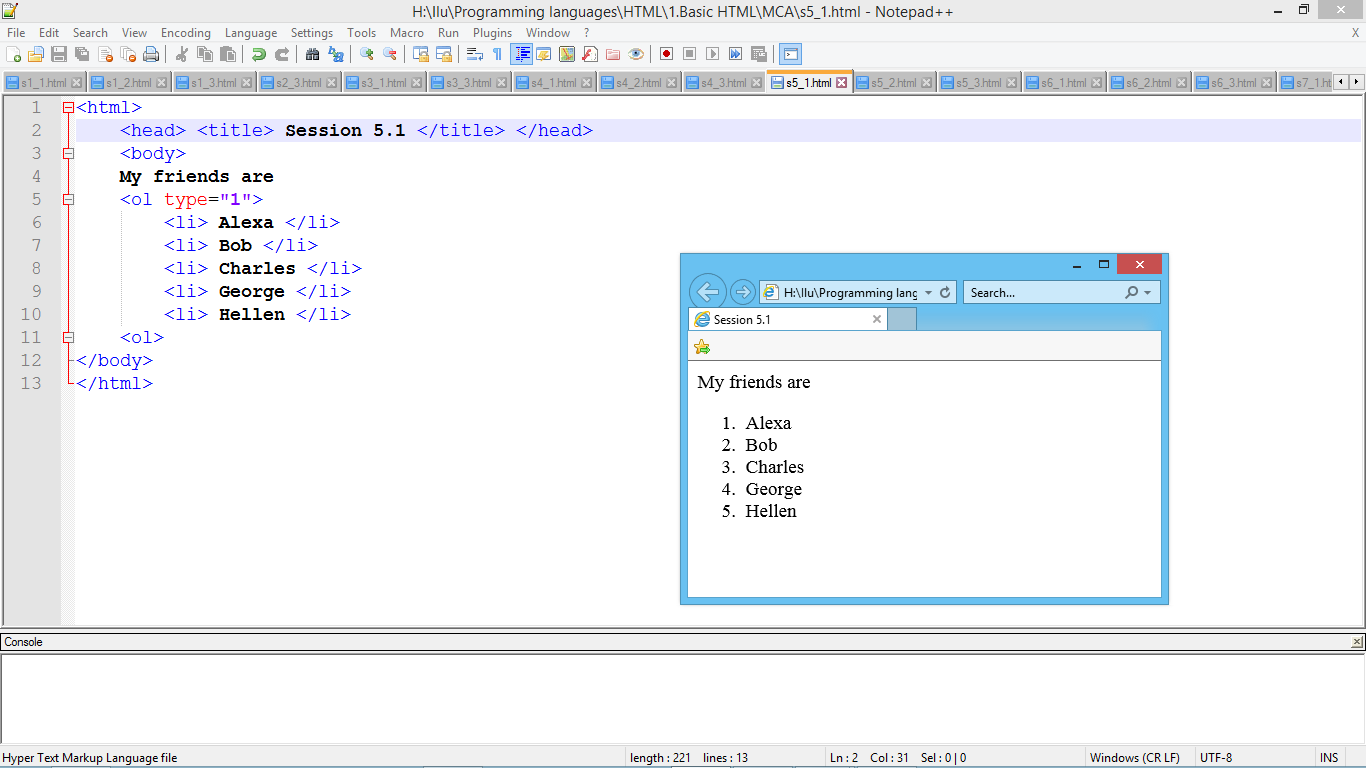 H:\Ilu\Programming languages\HTML\1.Basic HTML\MCA\s5_1.html - Notepad++
File Edit Search View Encoding Language Settings Tools Macro Run Plugins Window ? X
s1_1.html s1_2.html s1_3.html s2_3.html s3_1.html s3_3.html s4_1.html s4_2.html s4_3.html s5_1.html s5_2.html s5_3.html s6_1.html s6_2.html s6_3.html s7_1.ht
1 <html>
2 <head> <title> Session 5.1 </title> </head>
3 <body>
4 My friends are
5 <ol type="1">
6 <li> Alexa </li>
7 <li> Bob </li>
8 <li> Charles </li>
9 <li> George </li>
10 <li> Hellen </li>
11 <ol>
12 </body>
13 </html>
H:\Ilu\Programming lang Search...
Session 5.1
My friends are
1. Alexa
2. Bob
3. Charles
4. George
5. Hellen
Console
Hyper Text Markup Language file length : 221 lines : 13 Ln : 2 Col : 31 Sel : 0 | 0 Windows (CR LF) UTF-8 INS